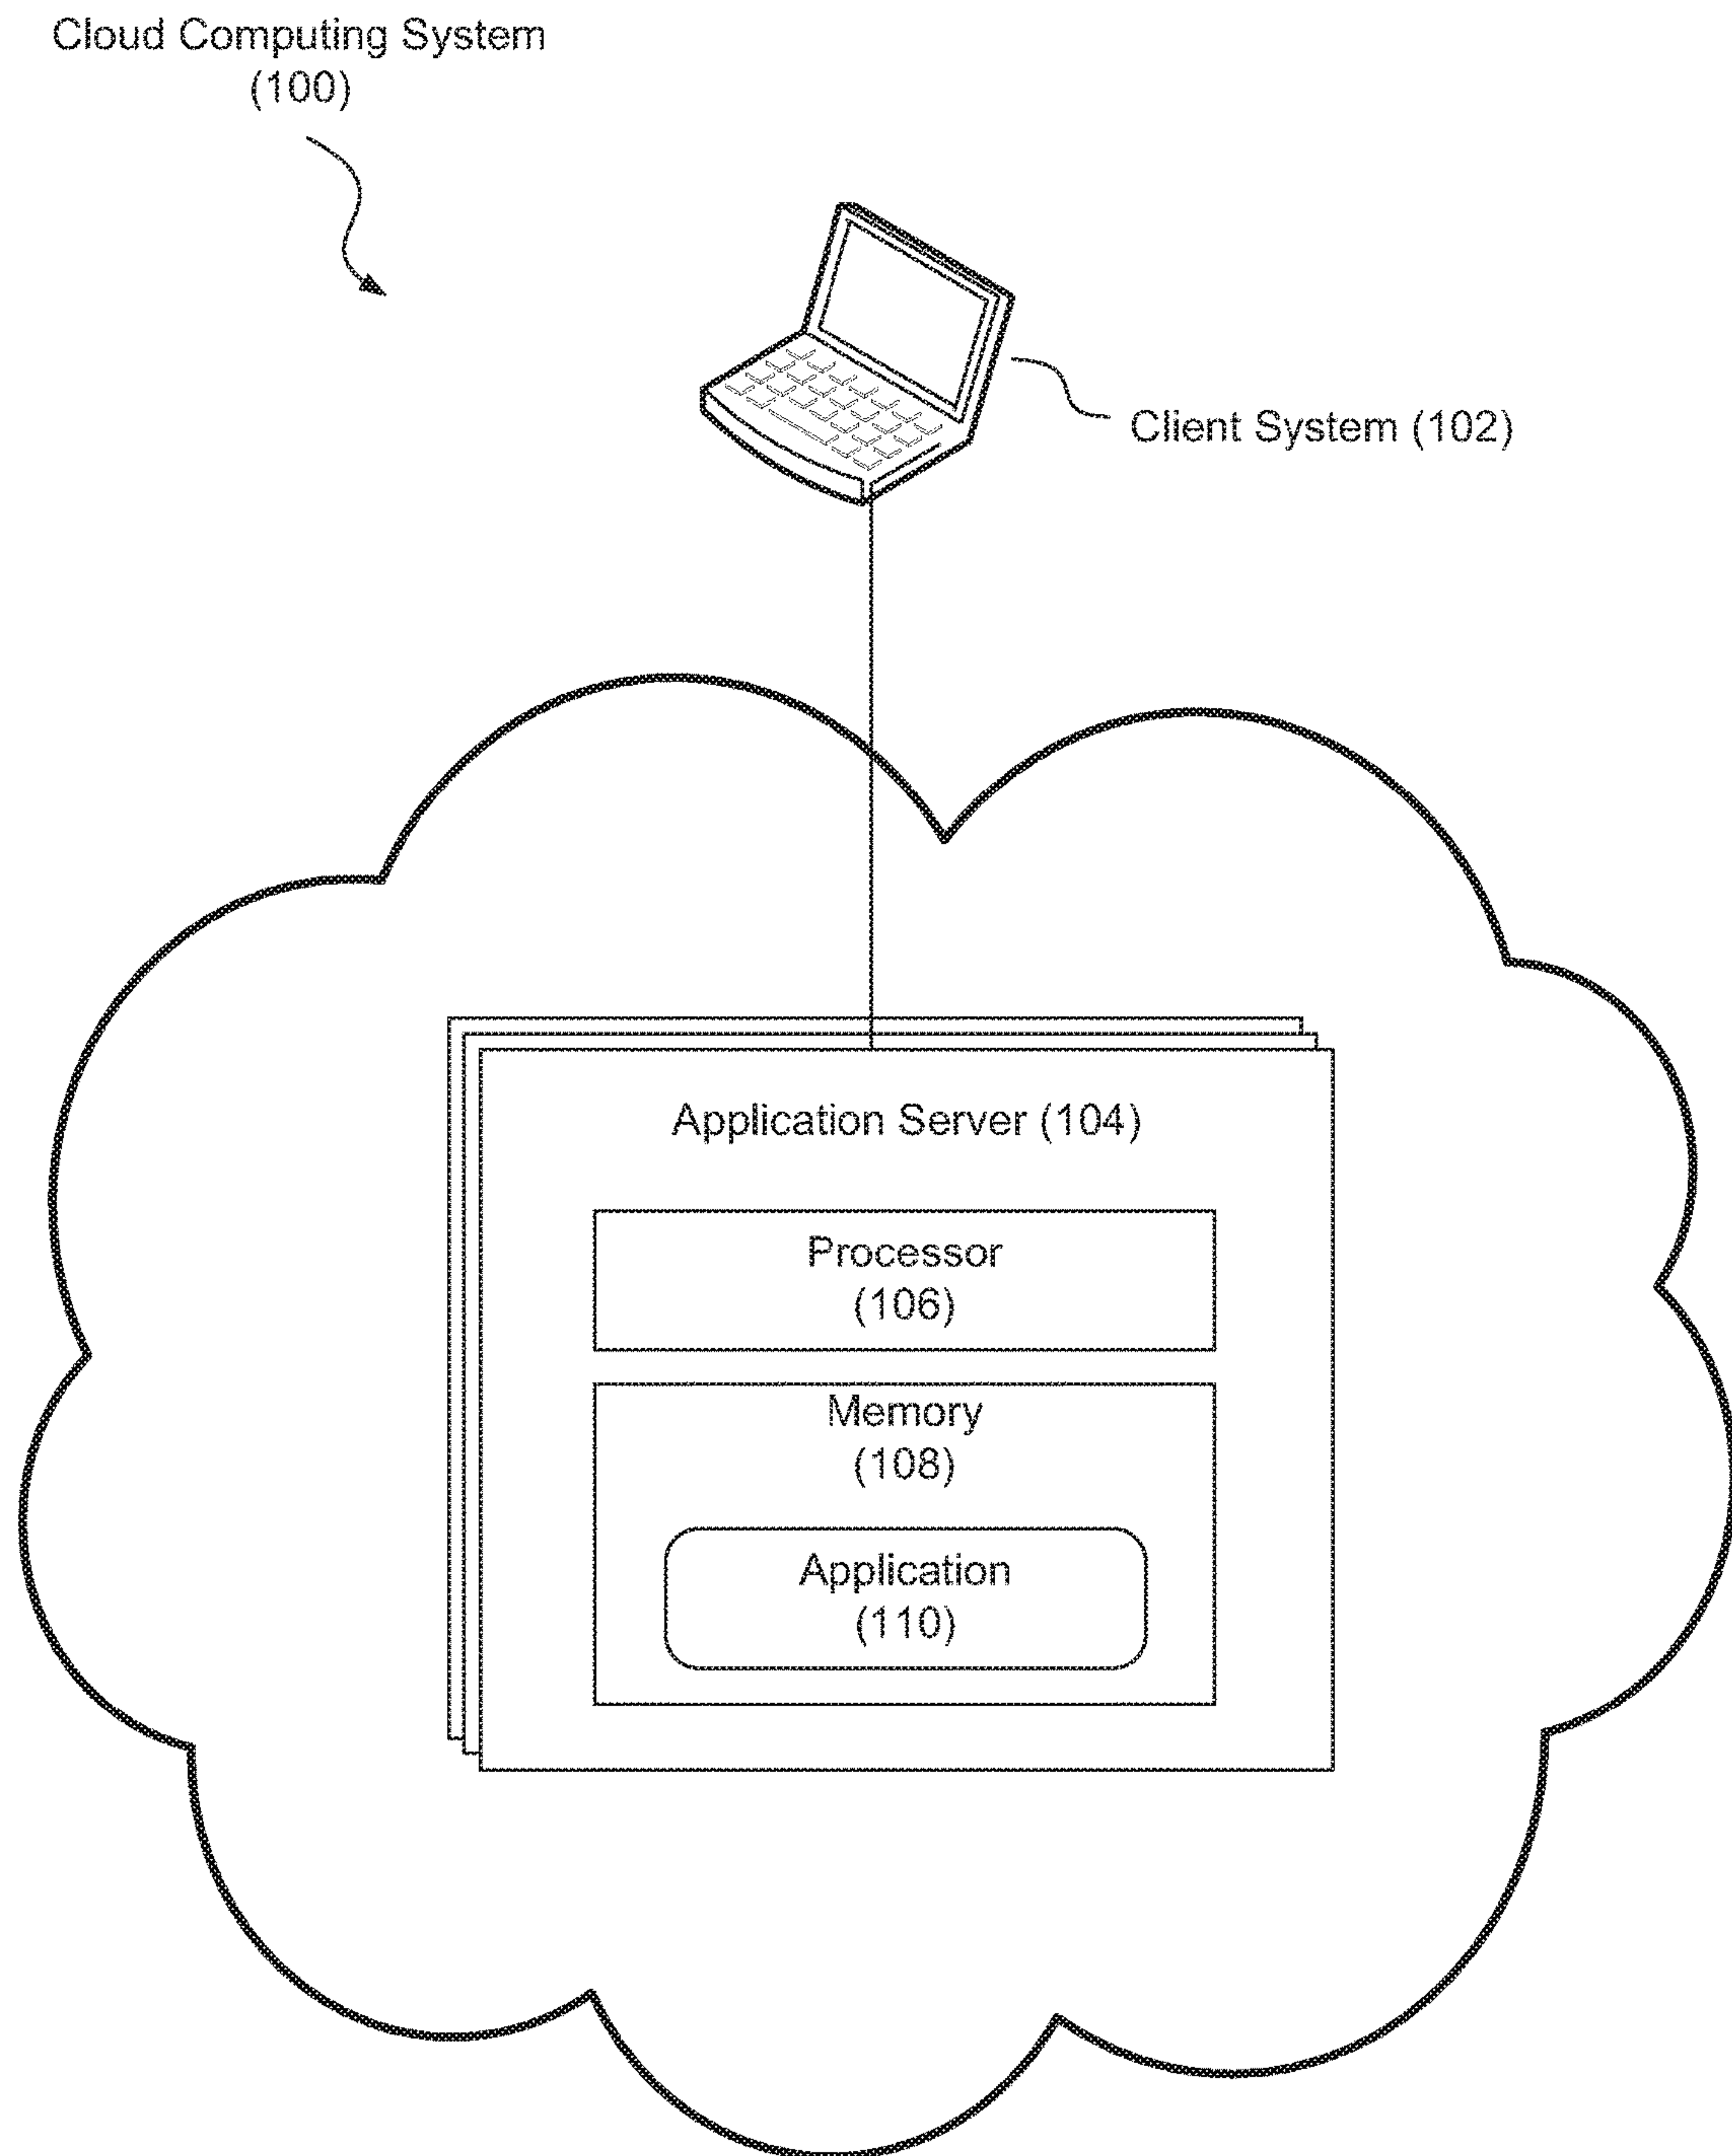 Cloud Computing System
(100)
Client System (102)
Application Server (104)
Processor
(106)
Memory
(108)
Application
(110)